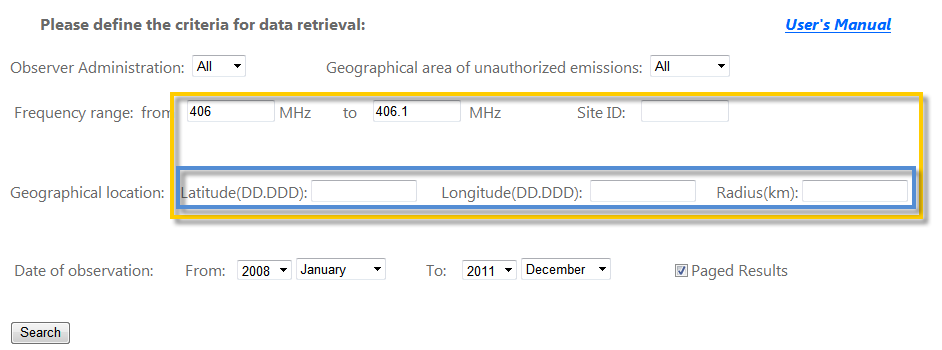 Please define the criteria for data retrieval: User's Manual
Observer Administration: All Geographical area of unauthorized emissions: All
Frequency range: from 406 MHz to 406.1 MHz Site ID:
Geographical location: Latitude(DD.DDD): Longitude(DD.DDD): Radius(km):
Date of observation: From: 2008 January To: 2011 December Paged Results
Search